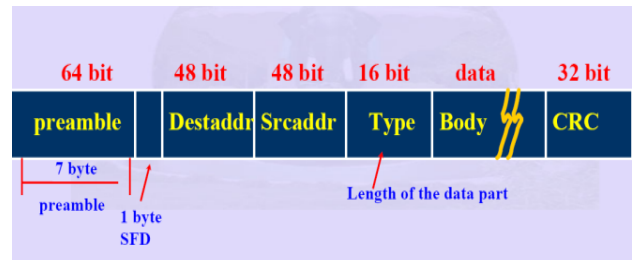 64 bit 48 bit 48 bit 16 bit data 32 bit
preamble Destaddr Srcaddr Type Body CRC
7 byte
preamble
1 byte
SFD
Length of the data part